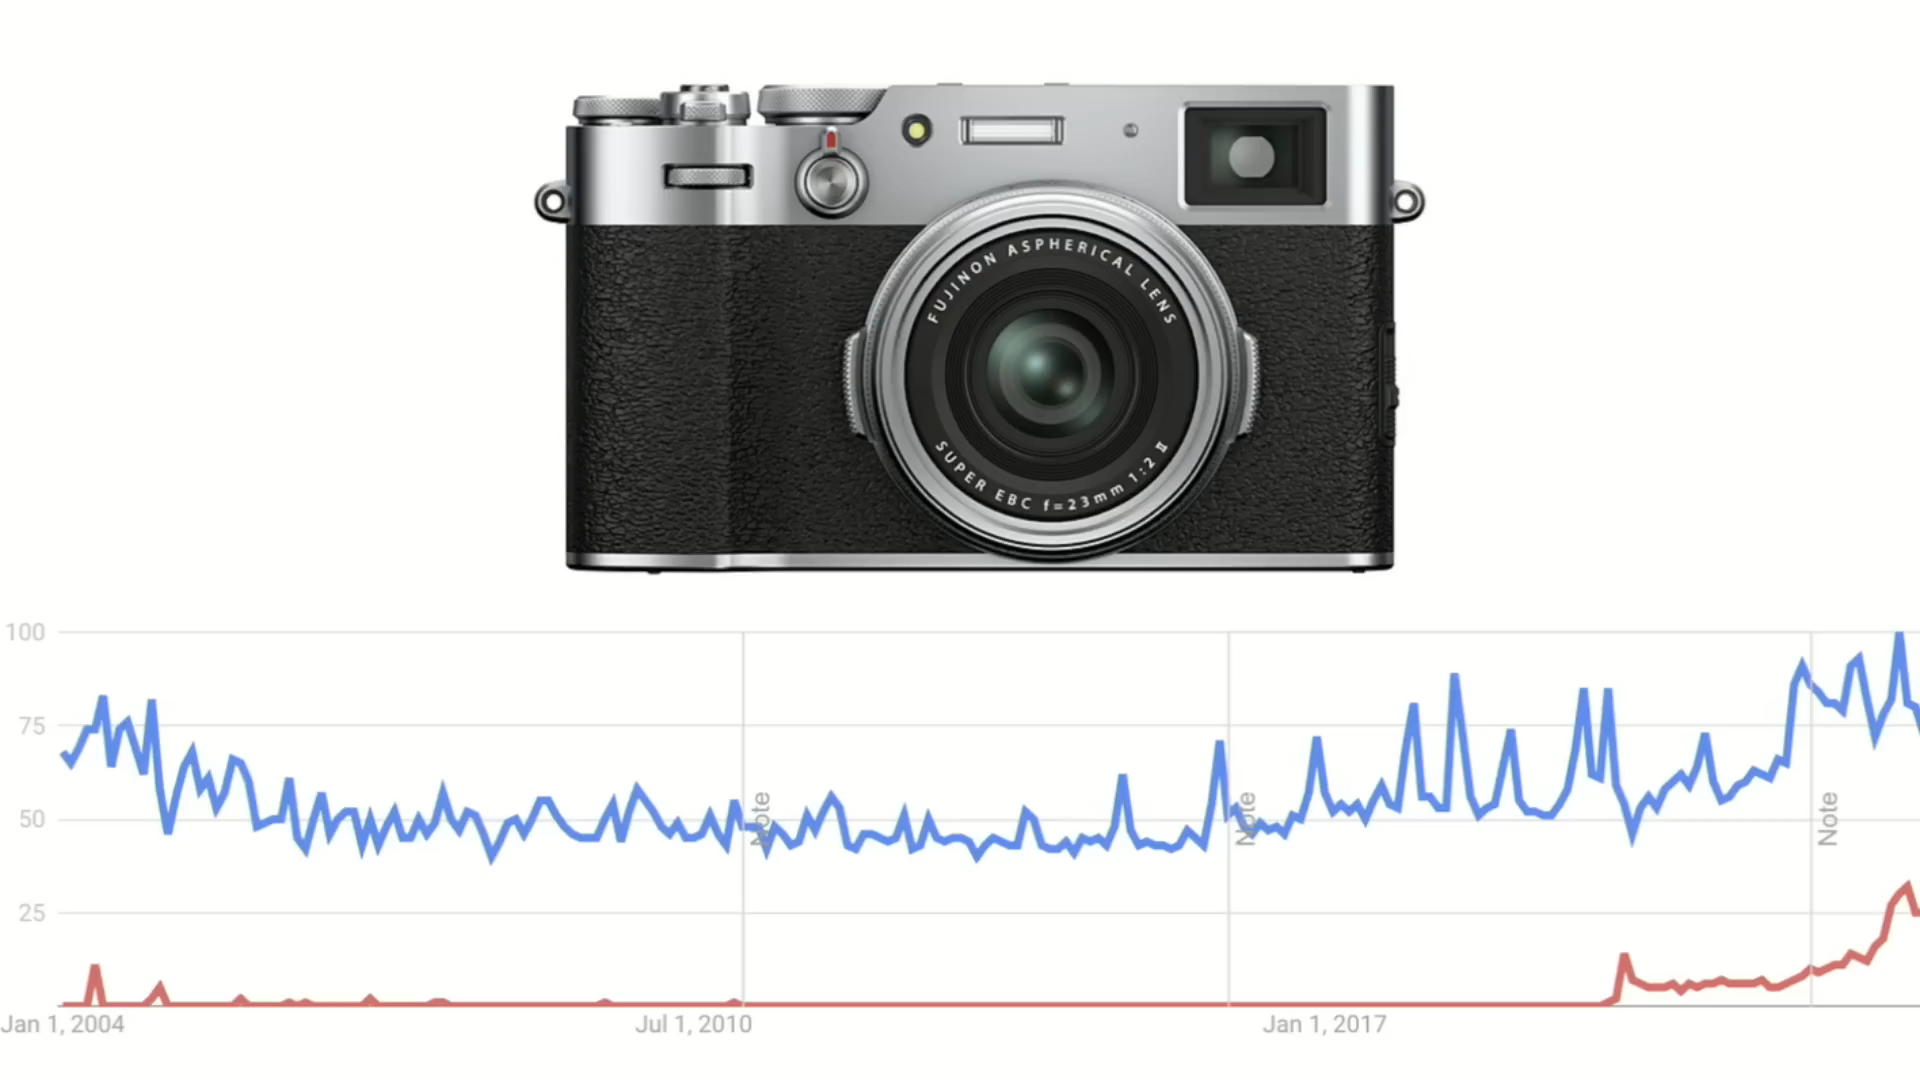 FUJINON ASPHERICAL LENS
SUPER EBC f=23mm 1:2 II
100
75
50
25
Note
Note
Note
Jan 1, 2004
Jul 1, 2010
Jan 1, 2017